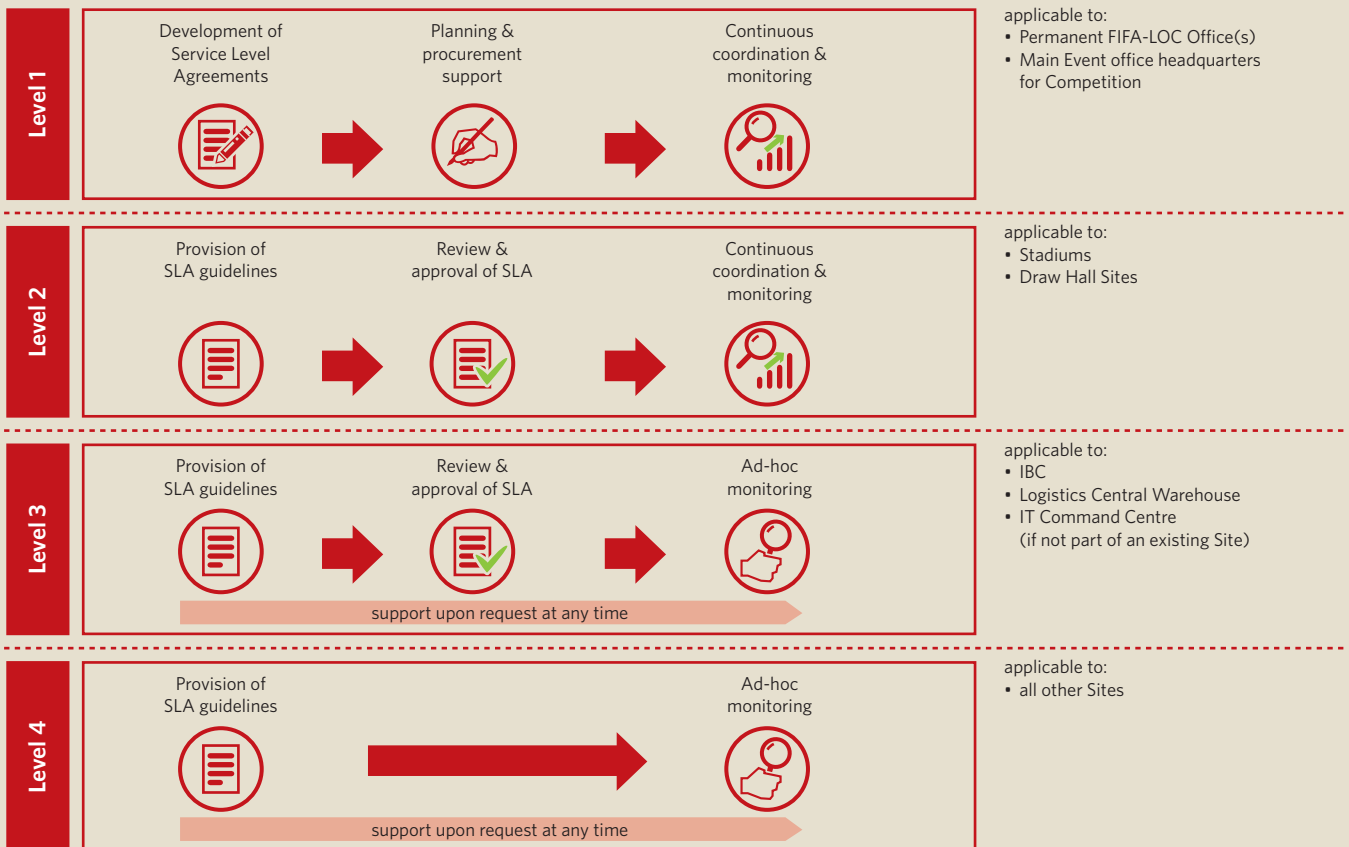 Level 1
Development of
Service Level
Agreements
Planning &
procurement
support
Continuous
coordination &
monitoring
applicable to:
• Permanent FIFA-LOC Office(s)
• Main Event office headquarters
for Competition
Level 2
Provision of
SLA guidelines
Review &
approval of SLA
Continuous
coordination &
monitoring
applicable to:
• Stadiums
• Draw Hall Sites
Level 3
Provision of
SLA guidelines
Review &
approval of SLA
Ad-hoc
monitoring
support upon request at any time
applicable to:
• IBC
• Logistics Central Warehouse
• IT Command Centre
(if not part of an existing Site)
Level 4
Provision of
SLA guidelines
Ad-hoc
monitoring
support upon request at any time
applicable to:
• all other Sites